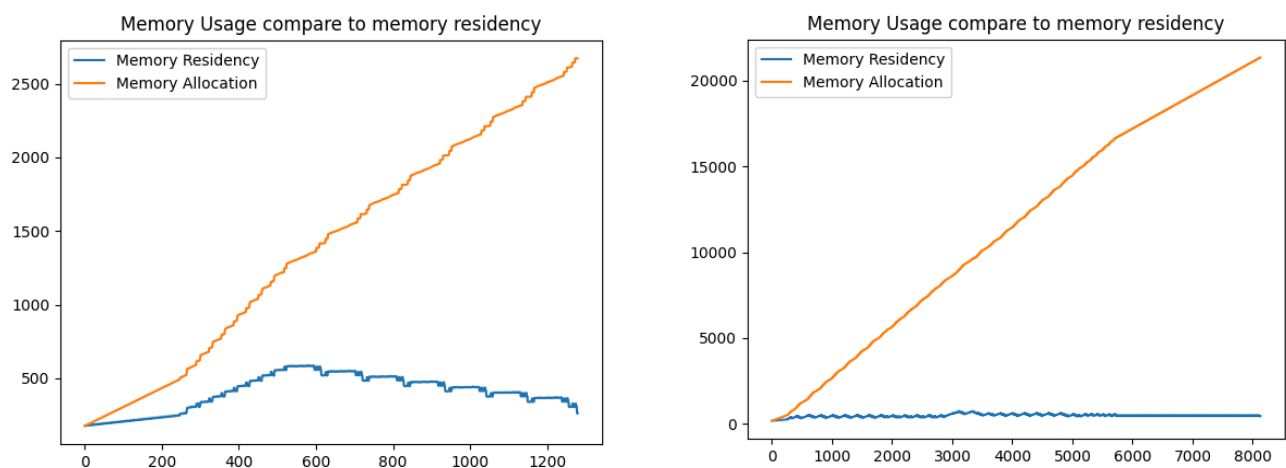 Memory Usage compare to memory residency
Memory Residency
Memory Allocation
2500
2000
1500
1000
500
0 200 400 600 800 1000 1200
Memory Usage compare to memory residency
Memory Residency
Memory Allocation
20000
15000
10000
5000
0
0 1000 2000 3000 4000 5000 6000 7000 8000